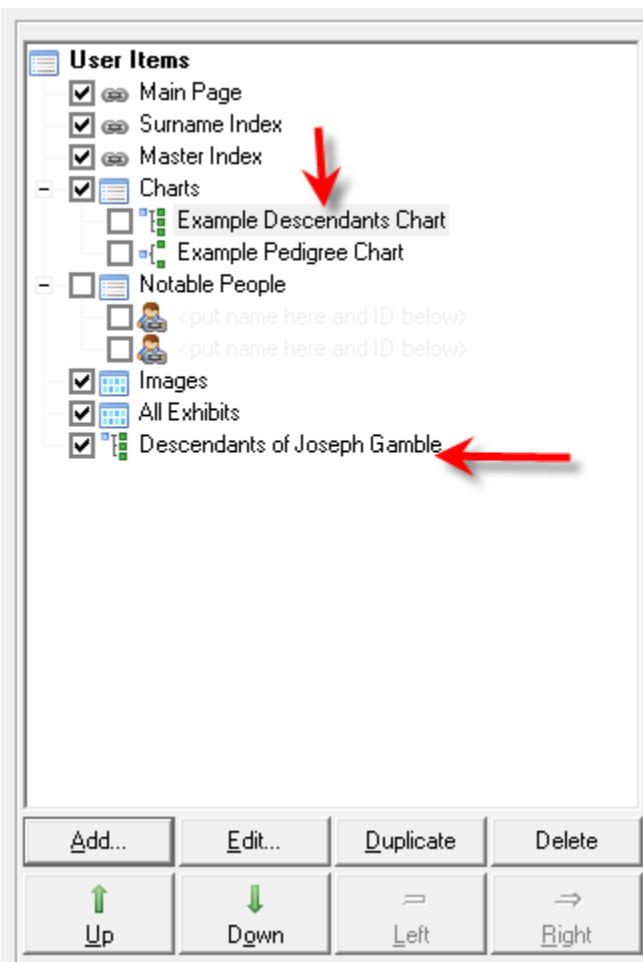 User Items
Main Page
Surname Index
Master Index
Charts
Example Descendants Chart
Example Pedigree Chart
Notable People
<put name here and ID below>
<put name here and ID below>
Images
All Exhibits
Descendants of Joseph Gamble
Add... Edit... Duplicate Delete
Up Down Left Right